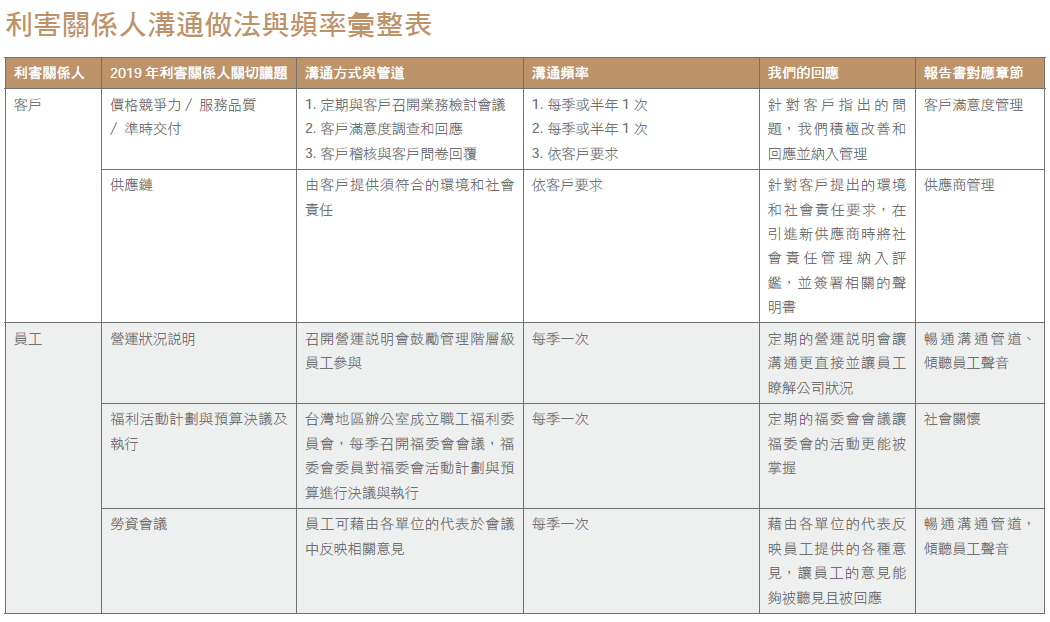 利害關係人溝通做法與頻率彙整表
利害關係人
2019 年利害關係人關切議題
溝通方式與管道
溝通頻率
我們的回應
報告書對應章節
客戶
價格競爭力 / 服務品質
/ 準時交付
1. 定期與客戶召開業務檢討會議
2. 客戶滿意度調查和回應
3. 客戶稽核與客戶問卷回覆
1. 每季或半年 1 次
2. 每季或半年 1 次
3. 依客戶要求
針對客戶指出的問
題，我們積極改善和
回應並納入管理
客戶滿意度管理
供應鏈
由客戶提供須符合的環境和社會
責任
依客戶要求
針對客戶提出的環境
和社會責任要求，在
引進新供應商時將社
會責任管理納入評
鑑，並簽署相關的聲
明書
供應商管理
員工
營運狀況説明
召開營運説明會鼓勵管理階層級
員工參與
每季一次
定期的營運説明會讓
溝通更直接並讓員工
瞭解公司狀況
暢通溝通管道、
傾聽員工聲音
福利活動計劃與預算決議及
執行
台灣地區辦公室成立職工福利委
員會，每季召開福委會會議，福
委會委員對福委會活動計劃與預
算進行決議與執行
每季一次
定期的福委會會議讓
福委會的活動更能被
掌握
社會關懷
勞資會議
員工可藉由各單位的代表於會議
中反映相關意見
每季一次
藉由各單位的代表反
映員工提供的各種意
見，讓員工的意見能
夠被聽見且被回應
暢通溝通管道，
傾聽員工聲音